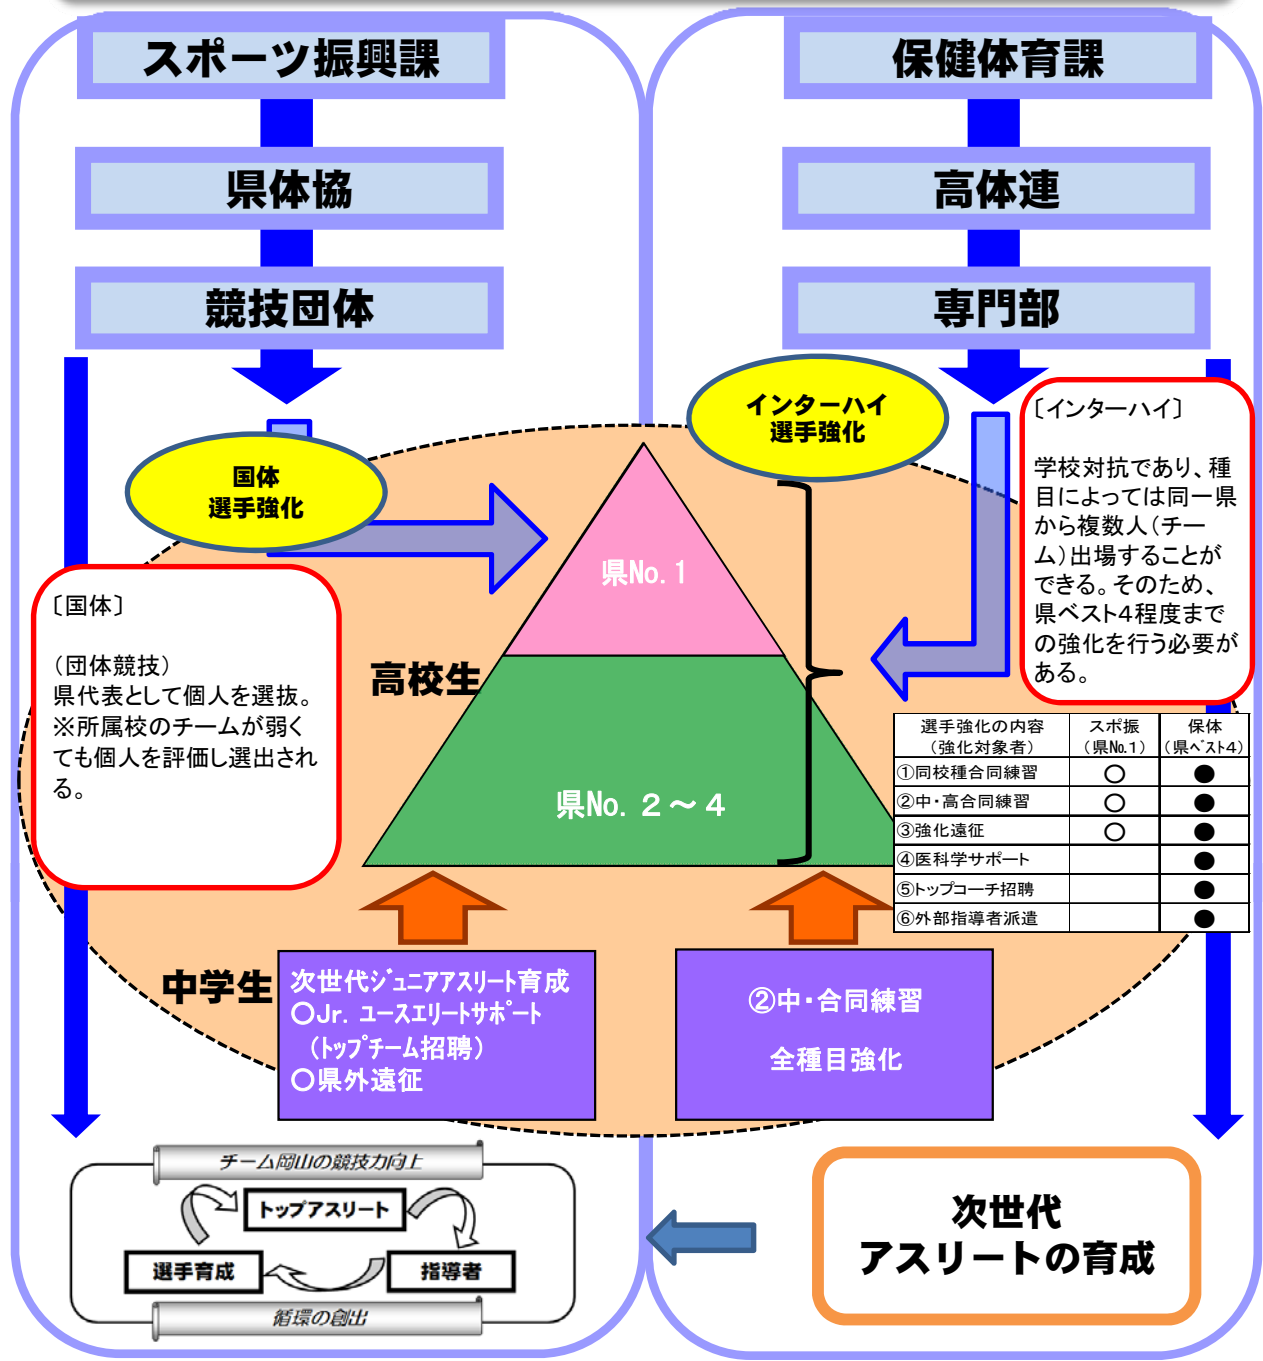 スポーツ振興課
保健体育課
県体協
高体連
競技団体
専門部
国体
選手強化
インターハイ
選手強化
〔インターハイ〕
学校対抗であり、種
目によっては同一県
から複数人（チー
ム）出場することが
できる。そのため、
県ベスト4程度まで
の強化を行う必要が
ある。
〔国体〕
（団体競技）
県代表として個人を選抜。
※所属校のチームが弱く
ても個人を評価し選出され
る。
県No.1
高校生
県No.２～４
選手強化の内容
（強化対象者）
スポ振
（県No.1）
保体
（県ﾍﾞｽﾄ4）
①同校種合同練習 ○ ●
②中・高合同練習 ○ ●
③強化遠征 ○ ●
④医科学サポート ●
⑤トップコーチ招聘 ●
⑥外部指導者派遣 ●
中学生
次世代ｼﾞｭﾆｱｱｽﾘｰﾄ育成
○Jr. ﾕｰｽｴﾘｰﾄｻﾎﾟｰﾄ
（ﾄｯﾌﾟﾁｰﾑ招聘）
○県外遠征
②中・合同練習
全種目強化
チーム岡山の競技力向上
トップアスリート
選手育成
指導者
循環の創出
次世代
アスリートの育成